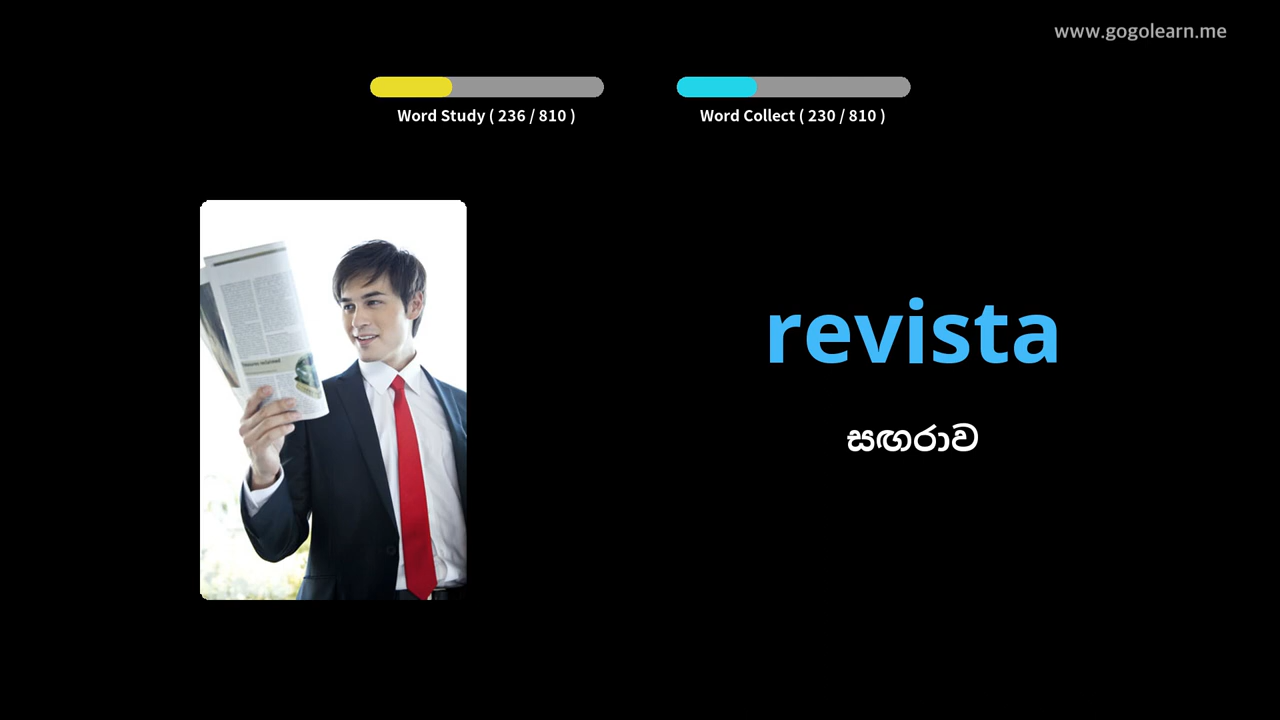 www.gogolearn.me
Word Study ( 236 / 810 )
Word Collect ( 230 / 810 )
revista
සඟරාව